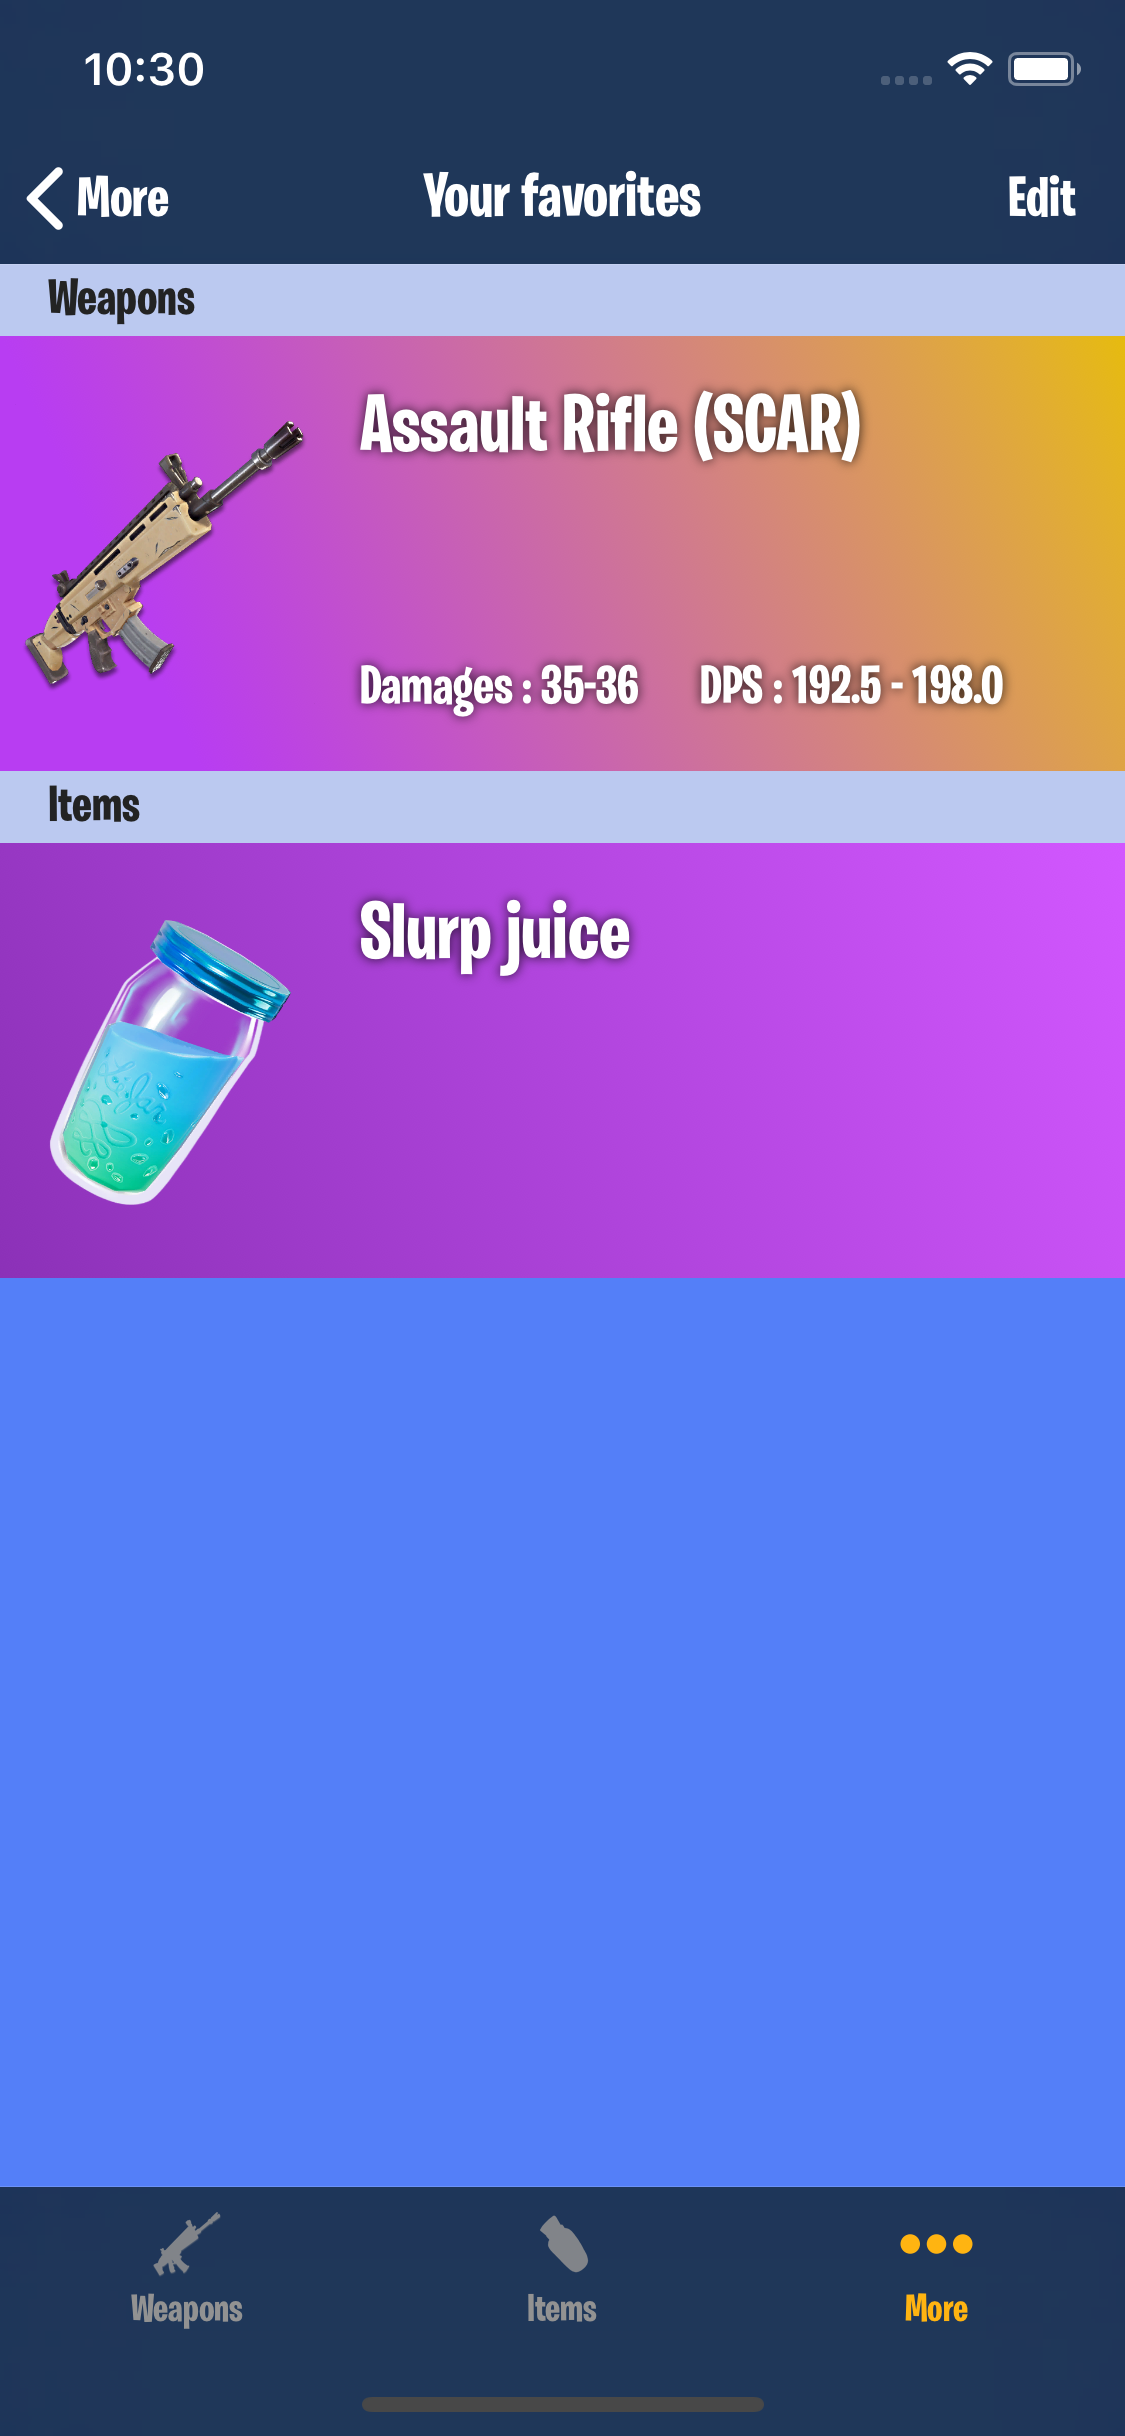 10:30
More
Your favorites
Edit
Weapons
Assault Rifle (SCAR)
Damages : 35-36
DPS : 192.5 - 198.0
Items
Slurp juice
Weapons
Items
More